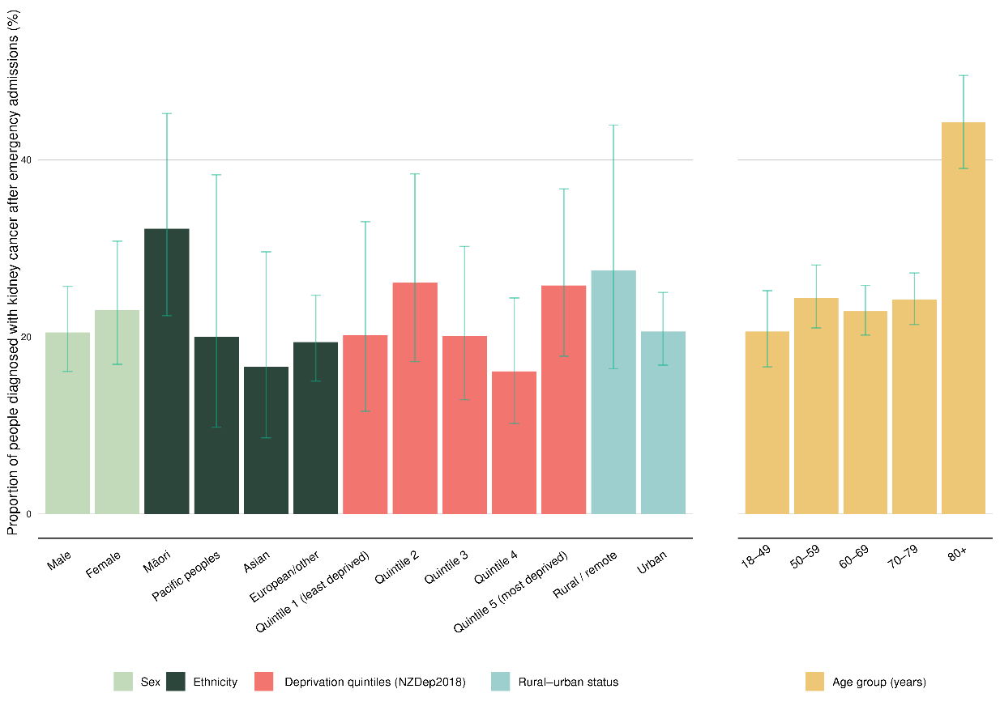 Proportion of people diagnosed with kidney cancer after emergency admissions (%)
40
20
0
Male
Female
Māori
Pacific peoples
Asian
European/other
Quintile 1 (least deprived)
Quintile 2
Quintile 3
Quintile 4
Quintile 5 (most deprived)
Rural / remote
Urban
18–49
50–59
60–69
70–79
80+
Sex
Ethnicity
Deprivation quintiles (NZDep2018)
Rural–urban status
Age group (years)